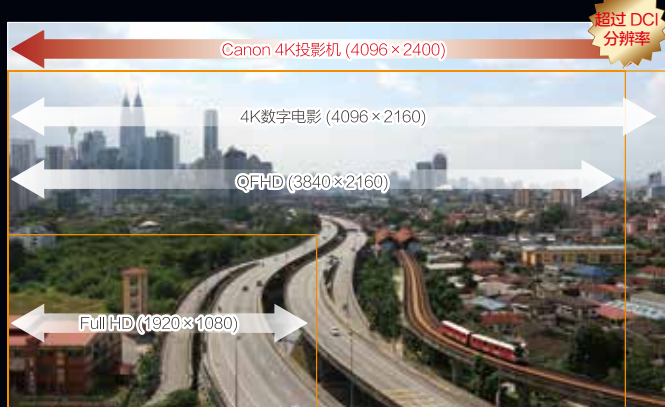 超过 DCI
分辨率
Canon 4K投影机 (4096×2400)
4K数字电影 (4096×2160)
QFHD (3840×2160)
Full HD (1920×1080)